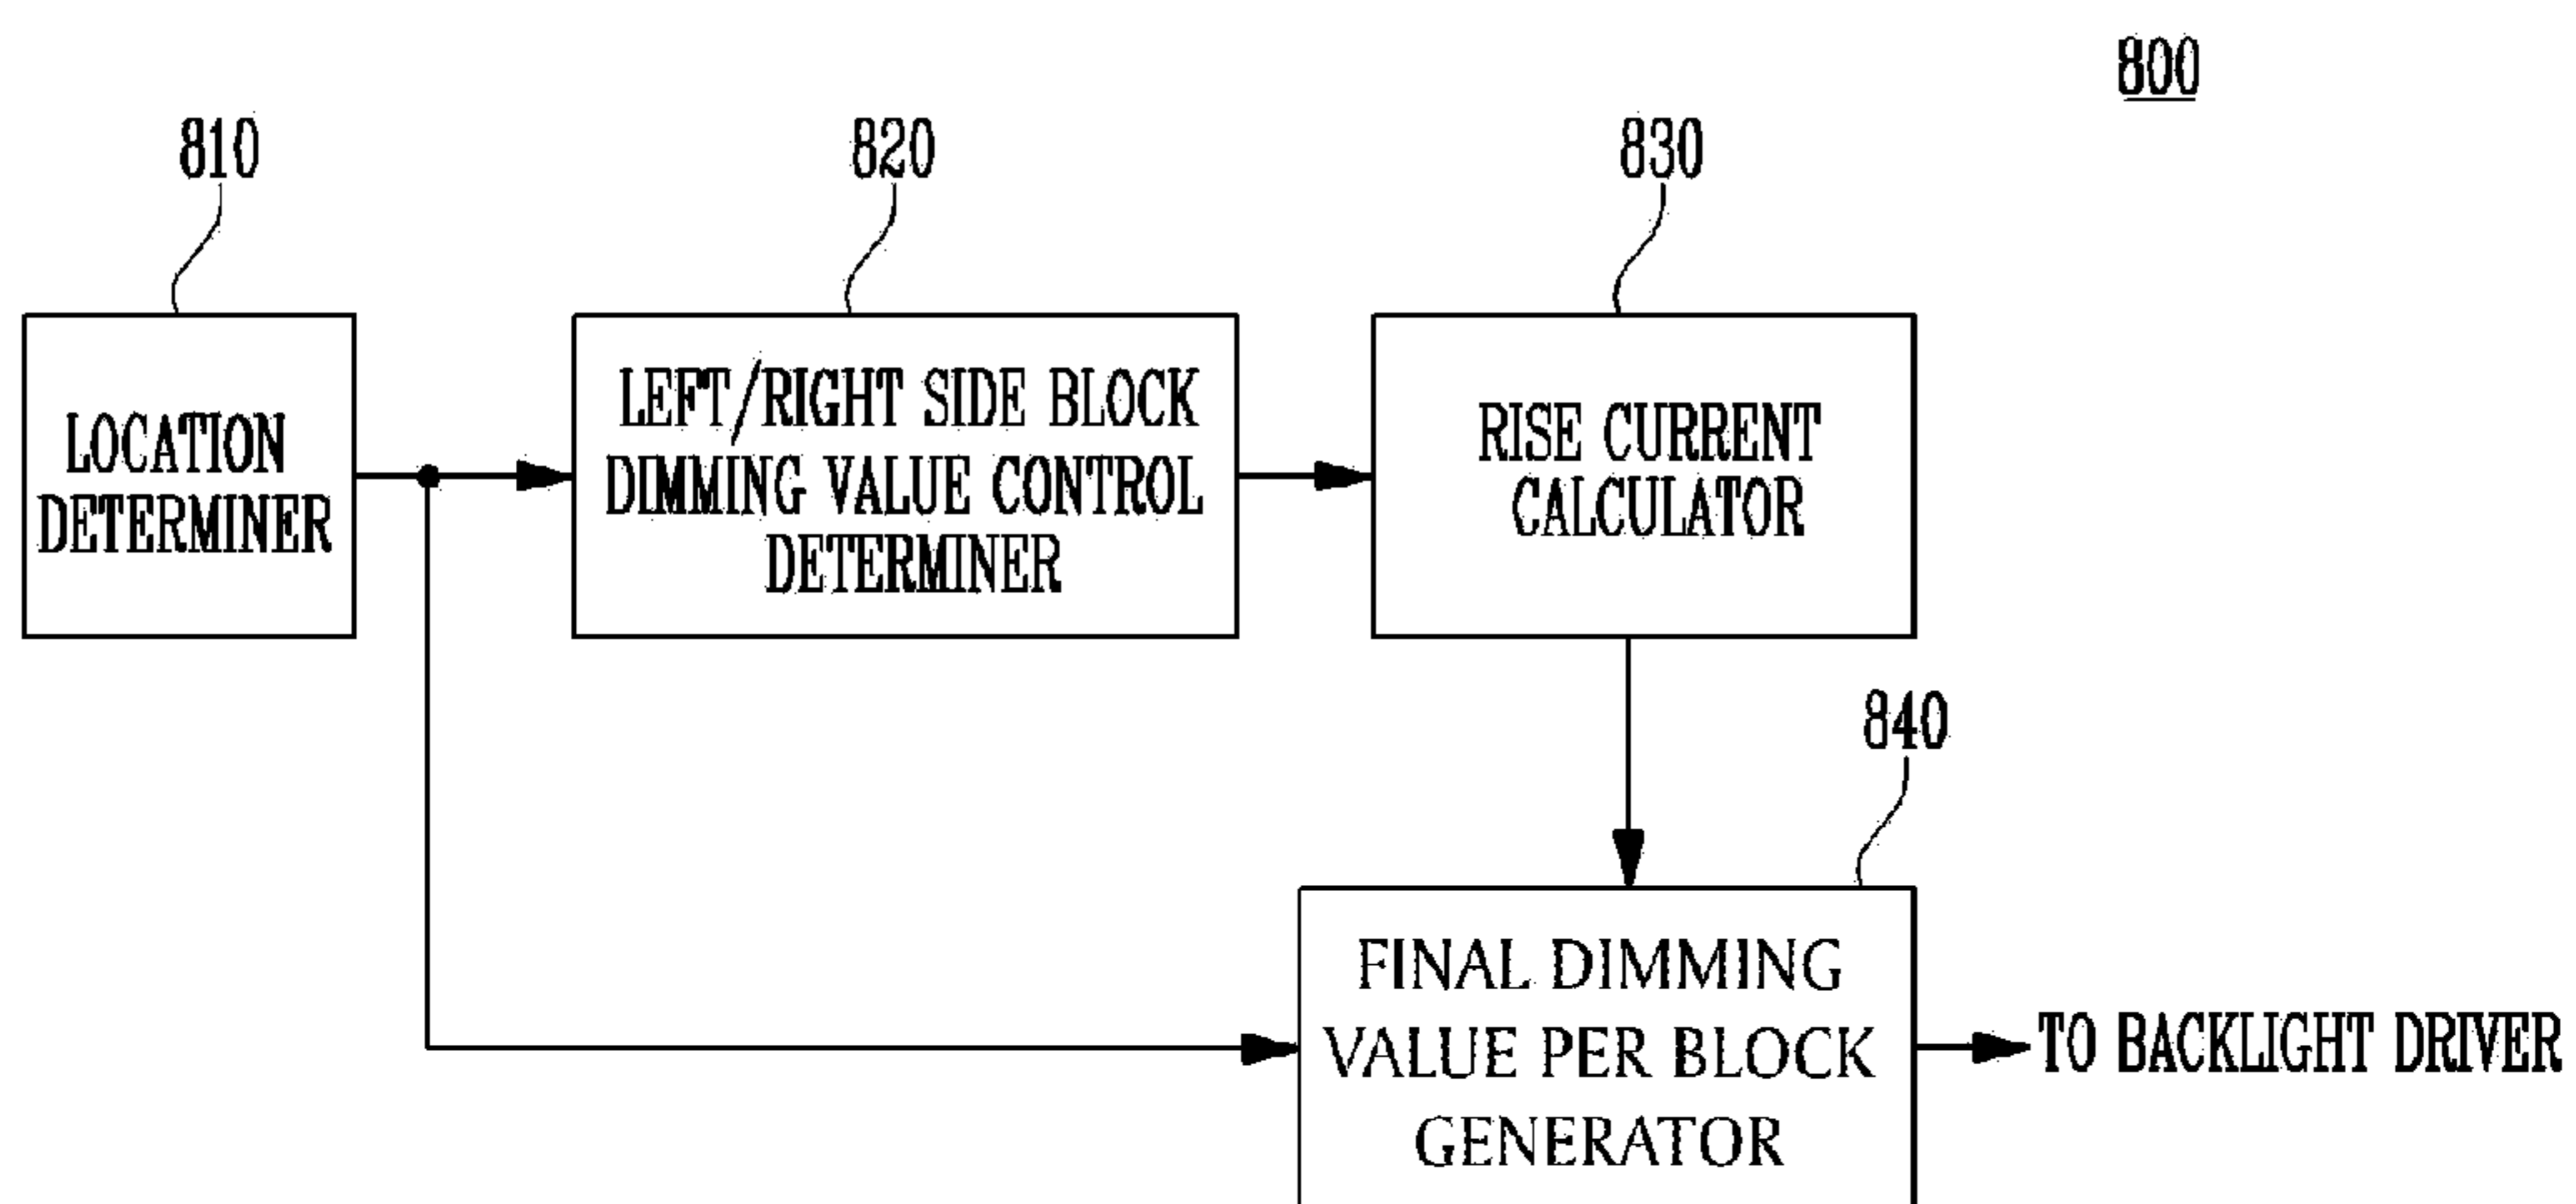 800
810
820
830
LOCATION
DETERMINER
LEFT/RIGHT SIDE BLOCK
DIMMING VALUE CONTROL
DETERMINER
RISE CURRENT
CALCULATOR
840
FINAL DIMMING
VALUE PER BLOCK
GENERATOR
TO BACKLIGHT DRIVER